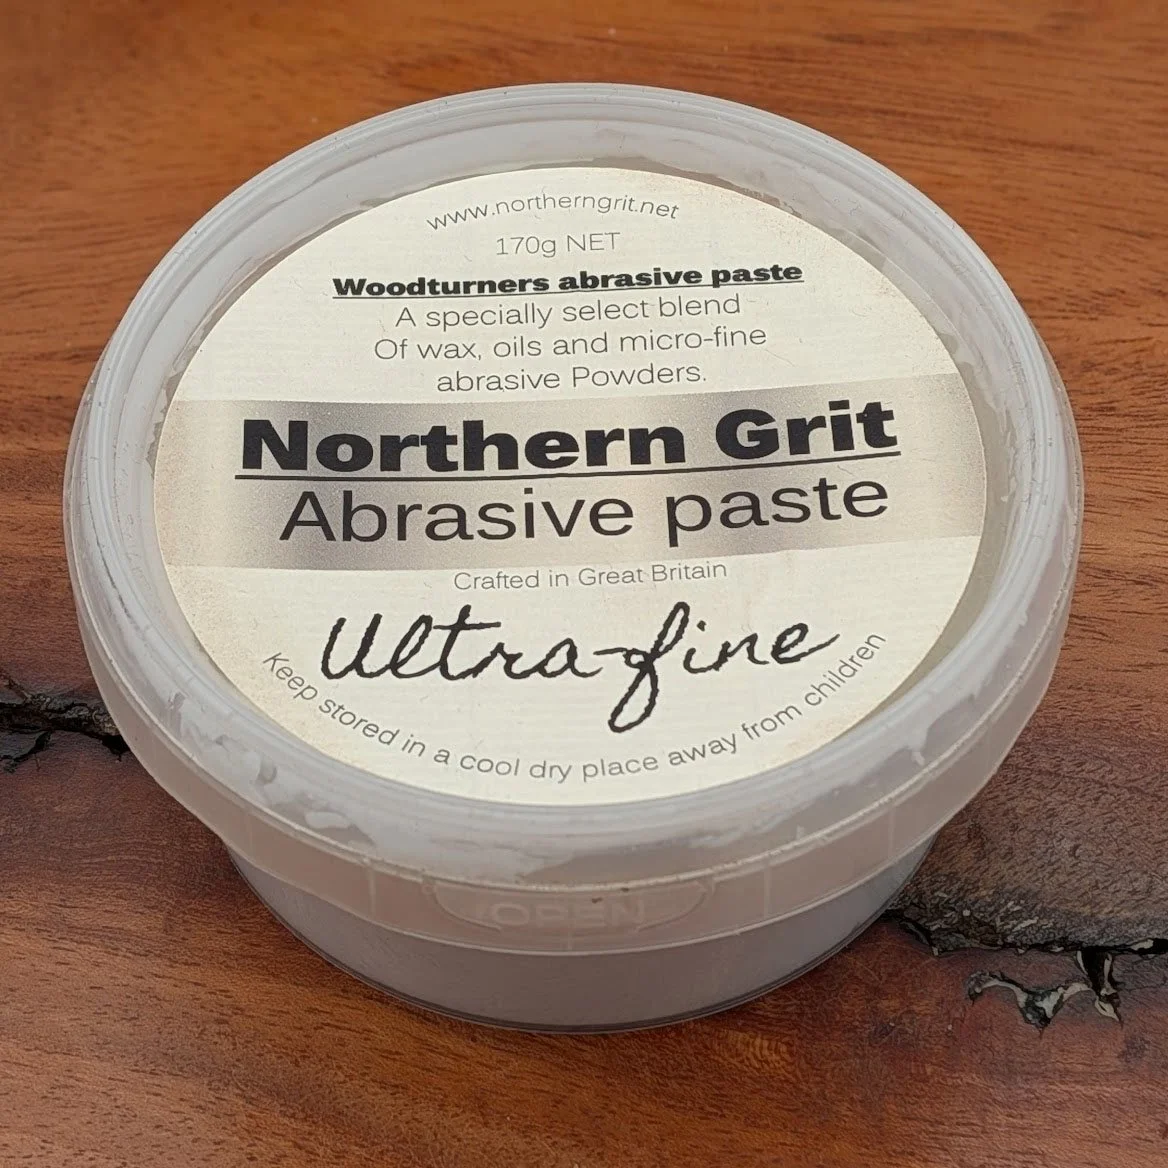 www.northerngrit.net
170g NET
Woodturners abrasive paste
A specially select blend
Of wax, oils and micro-fine
abrasive Powders.
Northern Grit
Abrasive paste
Crafted in Great Britain
Ultra-fine
Keep stored in a cool dry place away from children
OPEN